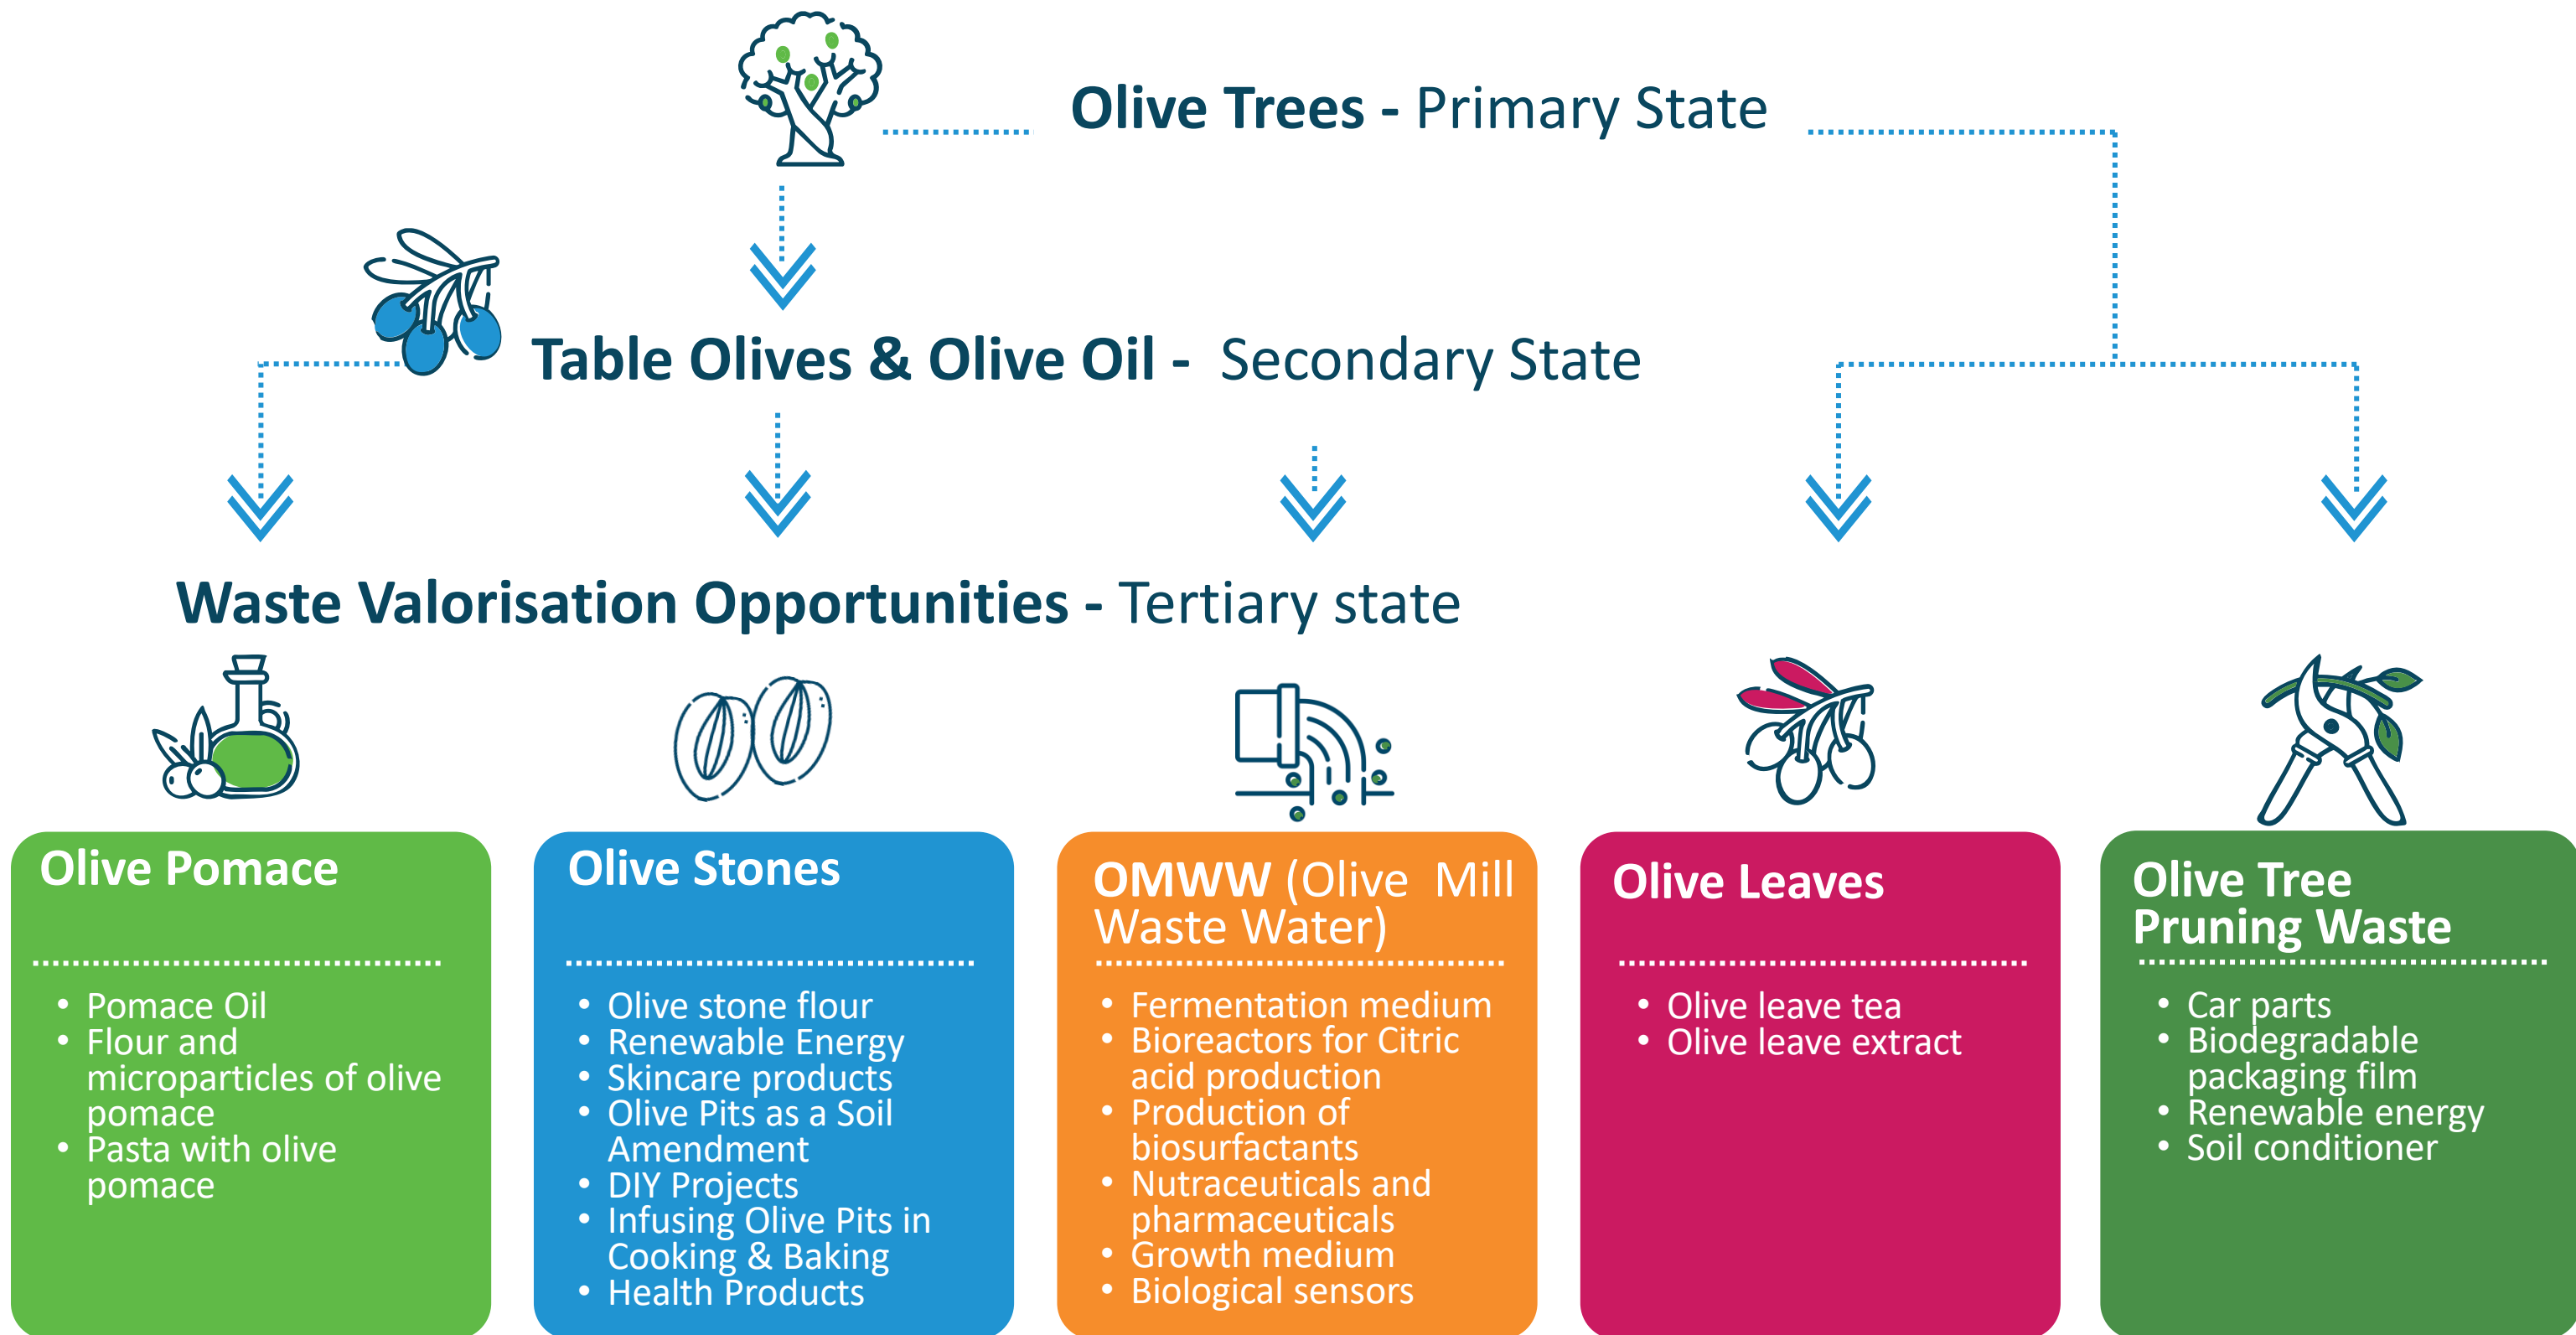 Olive Trees - Primary State
Table Olives & Olive Oil - Secondary State
Waste Valorisation Opportunities - Tertiary state
Olive Pomace
• Pomace Oil
• Flour and
microparticles of olive
pomace
• Pasta with olive
pomace
Olive Stones
• Olive stone flour
• Renewable Energy
• Skincare products
• Olive Pits as a Soil
Amendment
• DIY Projects
• Infusing Olive Pits in
Cooking & Baking
• Health Products
OMWW (Olive Mill
Waste Water)
• Fermentation medium
• Bioreactors for Citric
acid production
• Production of
biosurfactants
• Nutraceuticals and
pharmaceuticals
• Growth medium
• Biological sensors
Olive Leaves
• Olive leave tea
• Olive leave extract
Olive Tree
Pruning Waste
• Car parts
• Biodegradable
packaging film
• Renewable energy
• Soil conditioner